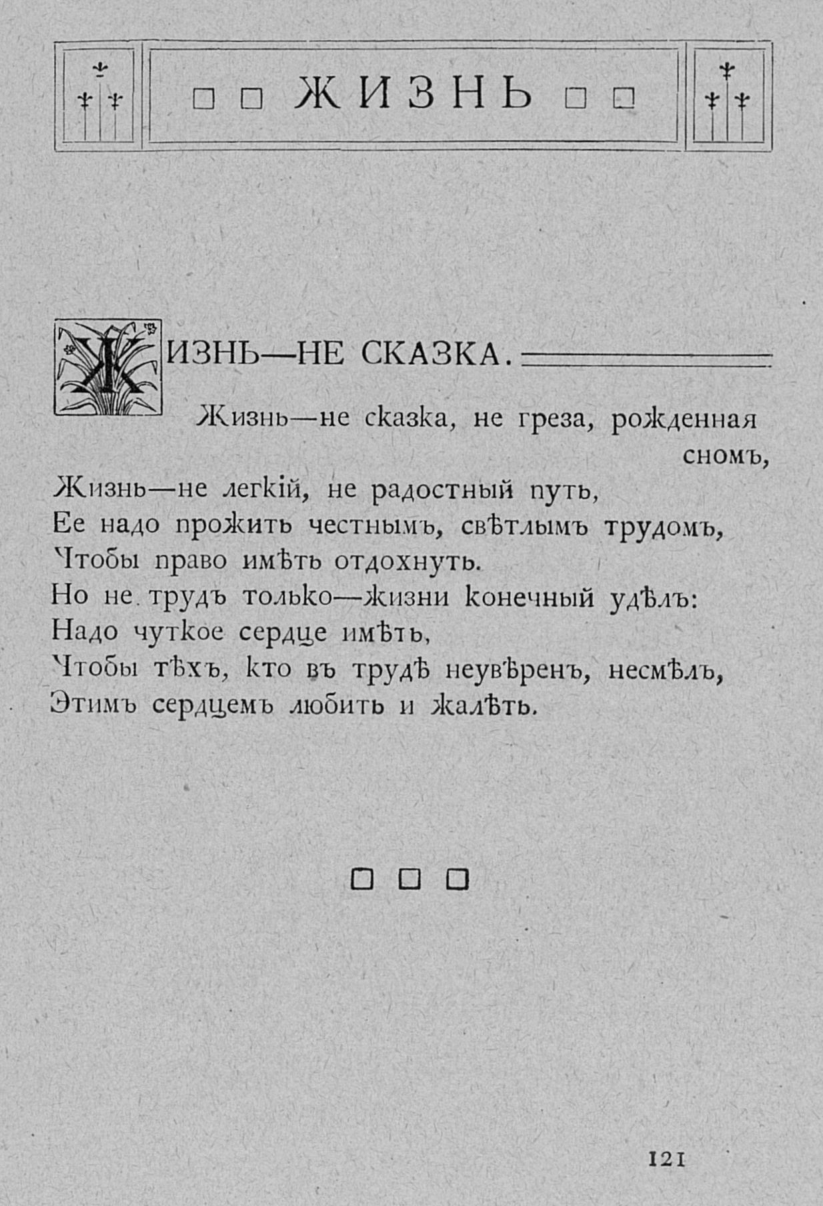 ЖИЗНЬ
ЖИЗНЬ—НЕ СКАЗКА.
Жизнь—не сказка, не греза, рожденная
сномъ,
Жизнь—не легкій, не радостный путь,
Ее надо прожить честнымъ, свѣтлымъ трудомъ,
Чтобы право имѣть отдохнуть.
Но не трудъ только—жизни конечный удѣлъ:
Надо чуткое сердце имѣть,
Чтобы тѣхъ, кто въ трудѣ неувѣренъ, несмѣлъ,
Этимъ сердцемъ любить и жалѣть.
121